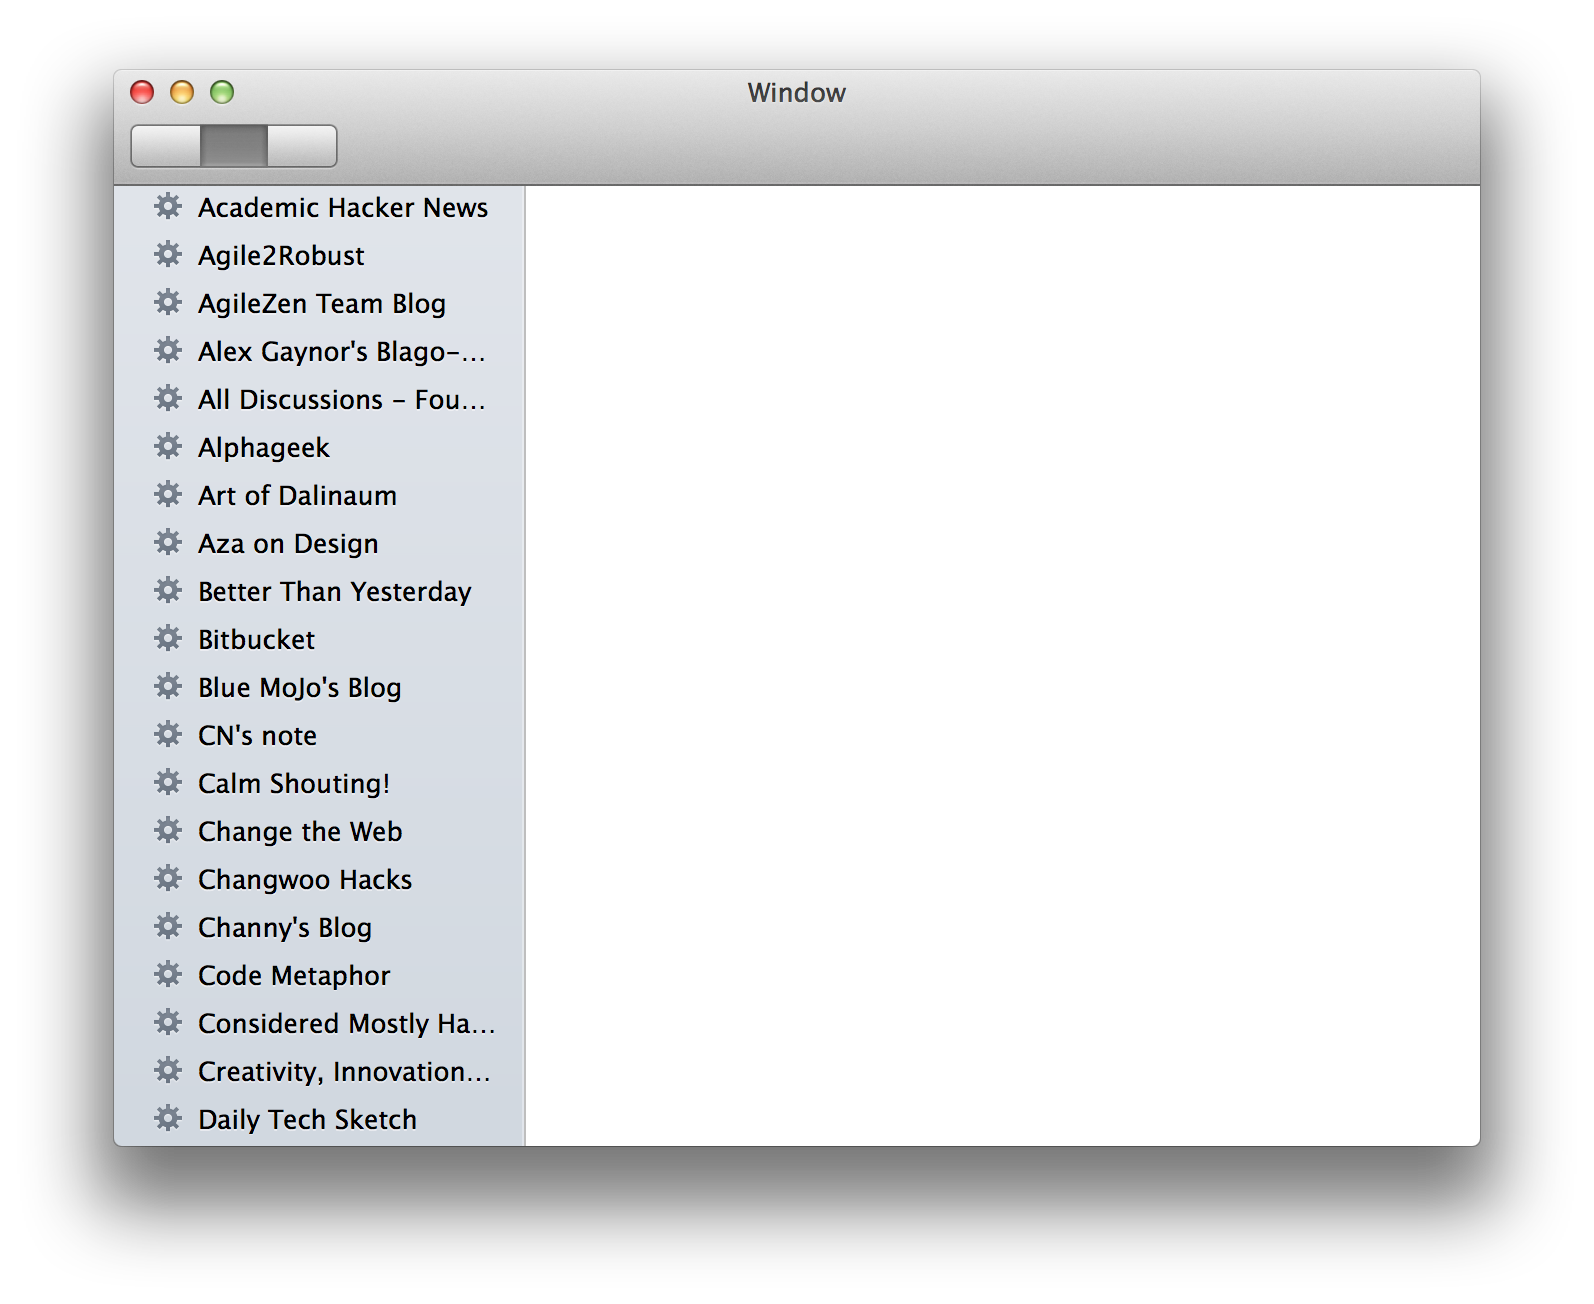 Window
Academic Hacker News
Agile2Robust
AgileZen Team Blog
Alex Gaynor's Blago-...
All Discussions - Fou...
Alphageek
Art of Dalinaum
Aza on Design
Better Than Yesterday
Bitbucket
Blue MoJo's Blog
CN's note
Calm Shouting!
Change the Web
Changwoo Hacks
Channy's Blog
Code Metaphor
Considered Mostly Ha...
Creativity, Innovation...
Daily Tech Sketch